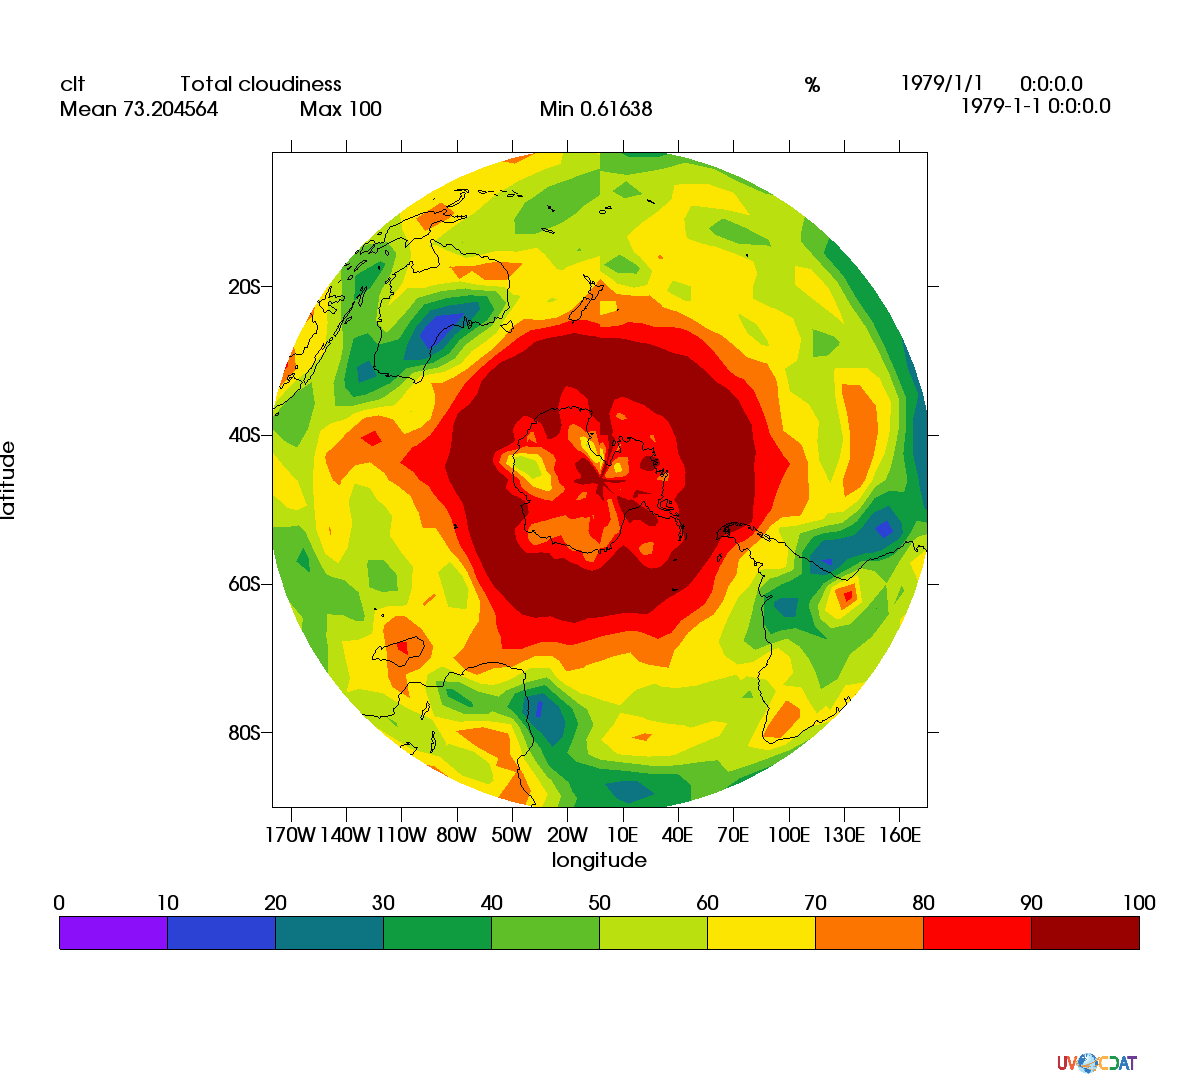 clt Total cloudiness % 1979/1/1 0:0:0.0
Mean 73.204564 Max 100 Min 0.61638 1979-1-1 0:0:0.0
20S
40S
60S
80S
latitude
170W 140W 110W 80W 50W 20W 10E 40E 70E 100E 130E 160E
longitude
0 10 20 30 40 50 60 70 80 90 100
UV CDAT